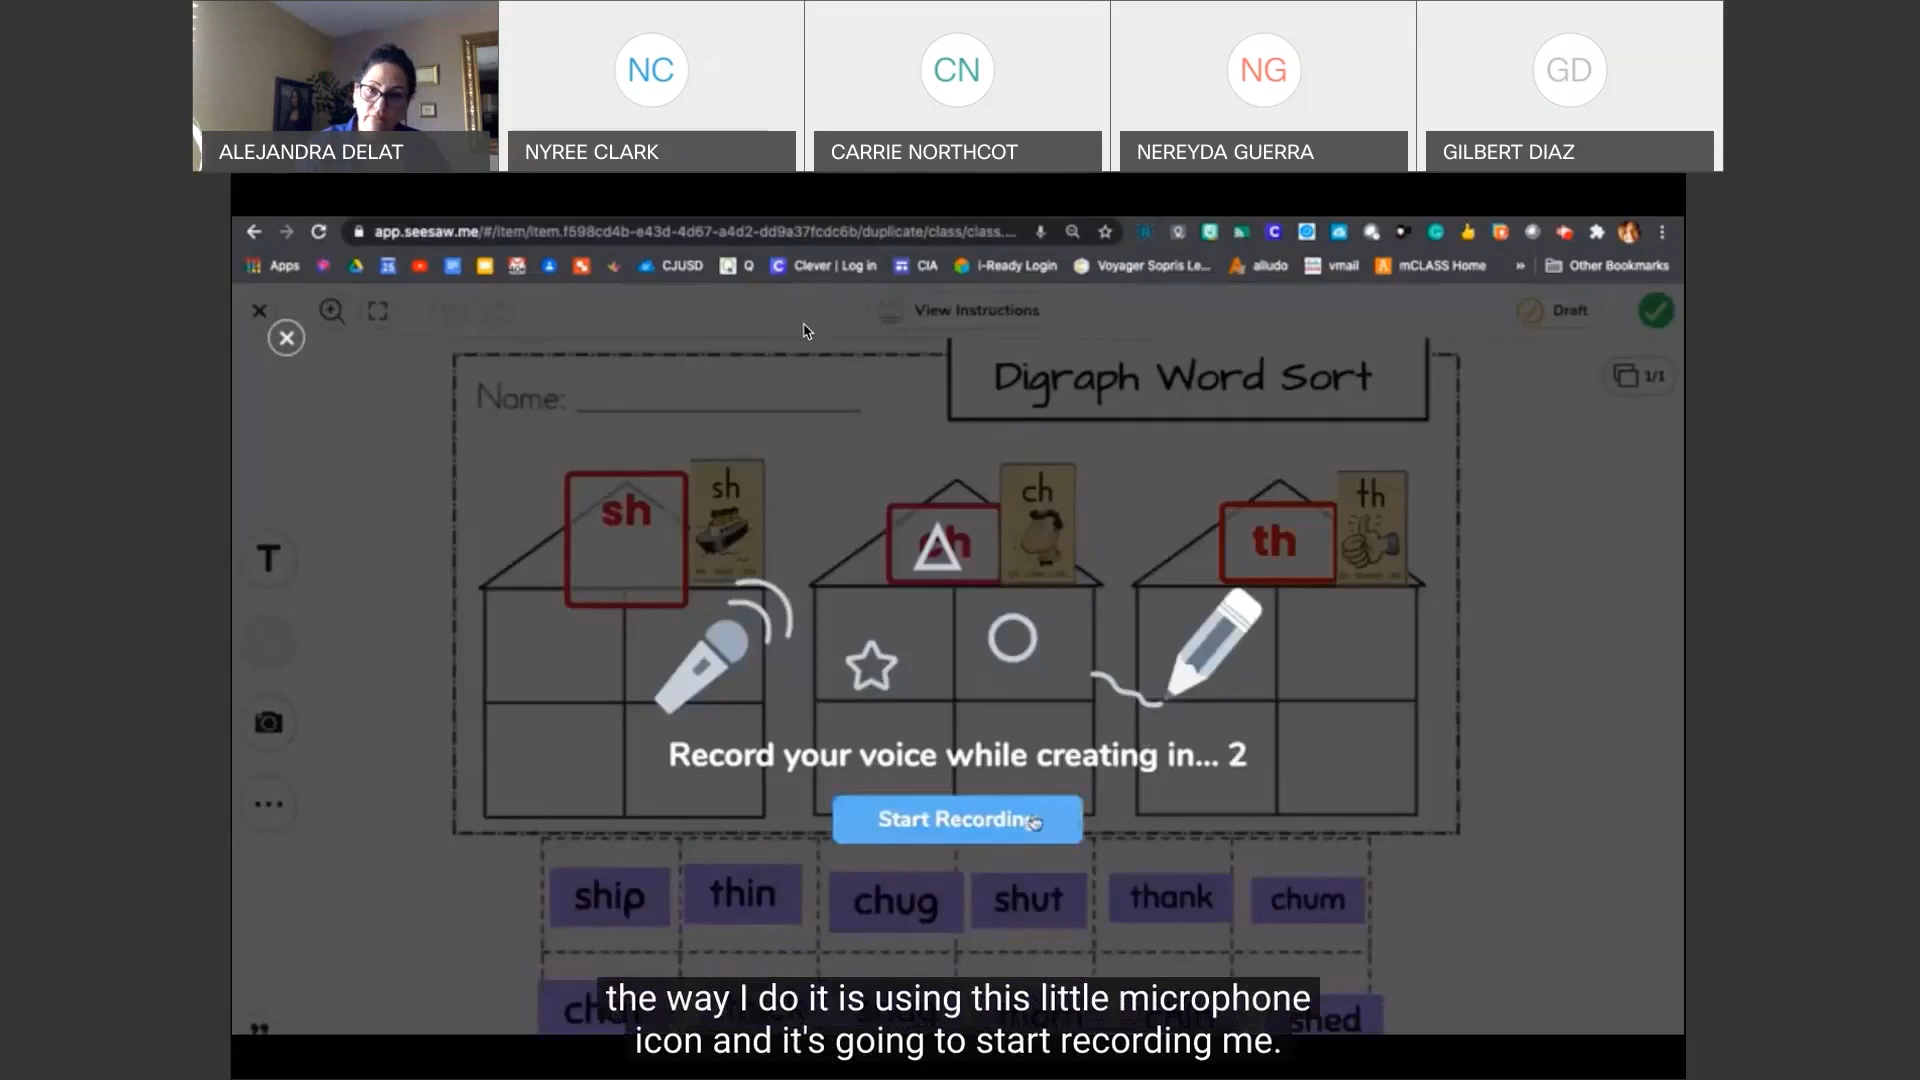 NC
CN
NG
GD
ALEJANDRA DELAT
NYREE CLARK
CARRIE NORTHCOT
NEREYDA GUERRA
GILBERT DIAZ
app.seesaw.me/#/item/item.f598cd4b-e43d-4d67-a4d2-dd9a37fcdc6b/duplicate/class/class....
Apps
CJUSD
Q
Clever | Log in
CIA
i-Ready Login
Voyager Sopris Le...
alludo
vmail
mCLASS Home
»
Other Bookmarks
View Instructions
Draft
Name:
Digraph Word Sort
1/1
sh
sh
ch
ch
th
th
T
Record your voice while creating in... 2
Start Recording
ship
thin
chug
shut
thank
chum
shed
the way I do it is using this little microphone
icon and it's going to start recording me.